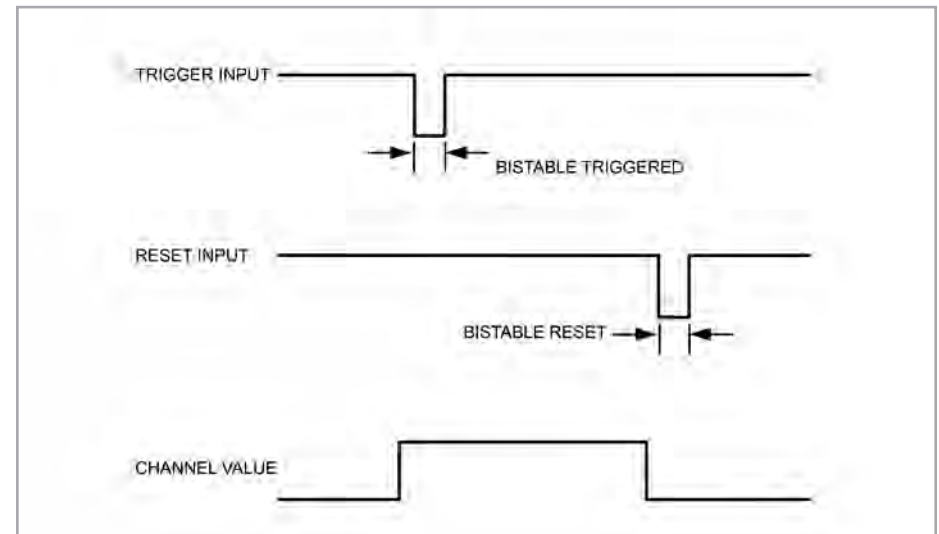 TRIGGER INPUT
BISTABLE TRIGGERED
RESET INPUT
BISTABLE RESET
CHANNEL VALUE